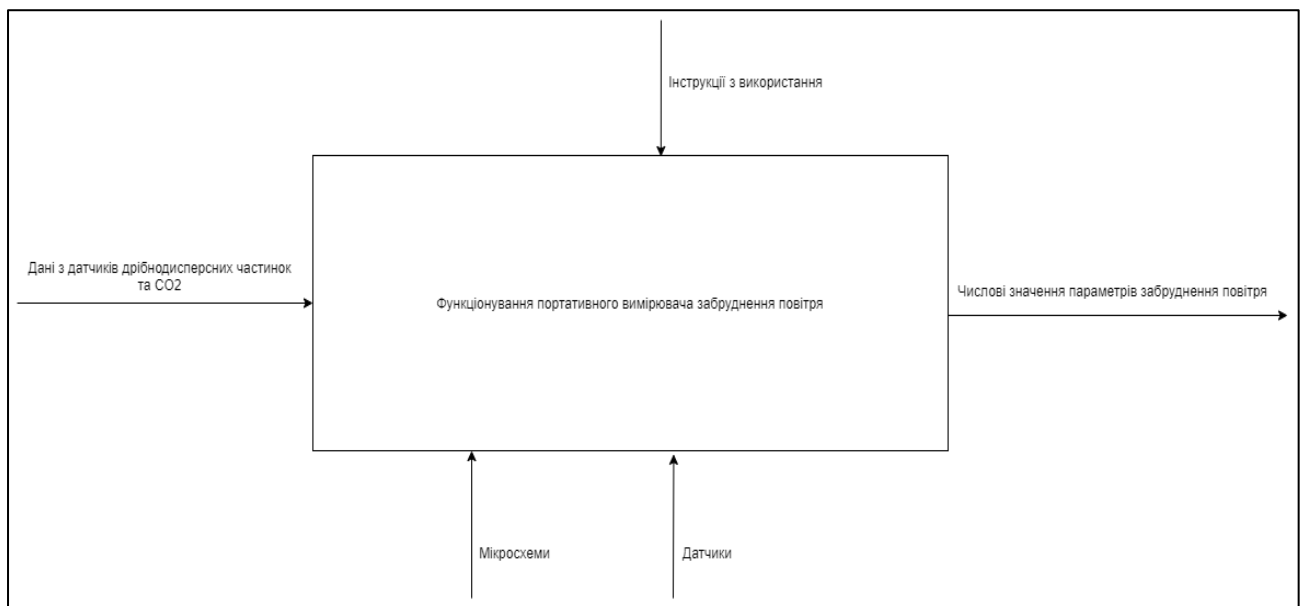 Інструкції з використання
Дані з датчиків дрібнодисперсних частинок
та СО2
Функціонування портативного вимірювача забруднення повітря
Числові значення параметрів забруднення повітря
Мікросхеми
Датчики